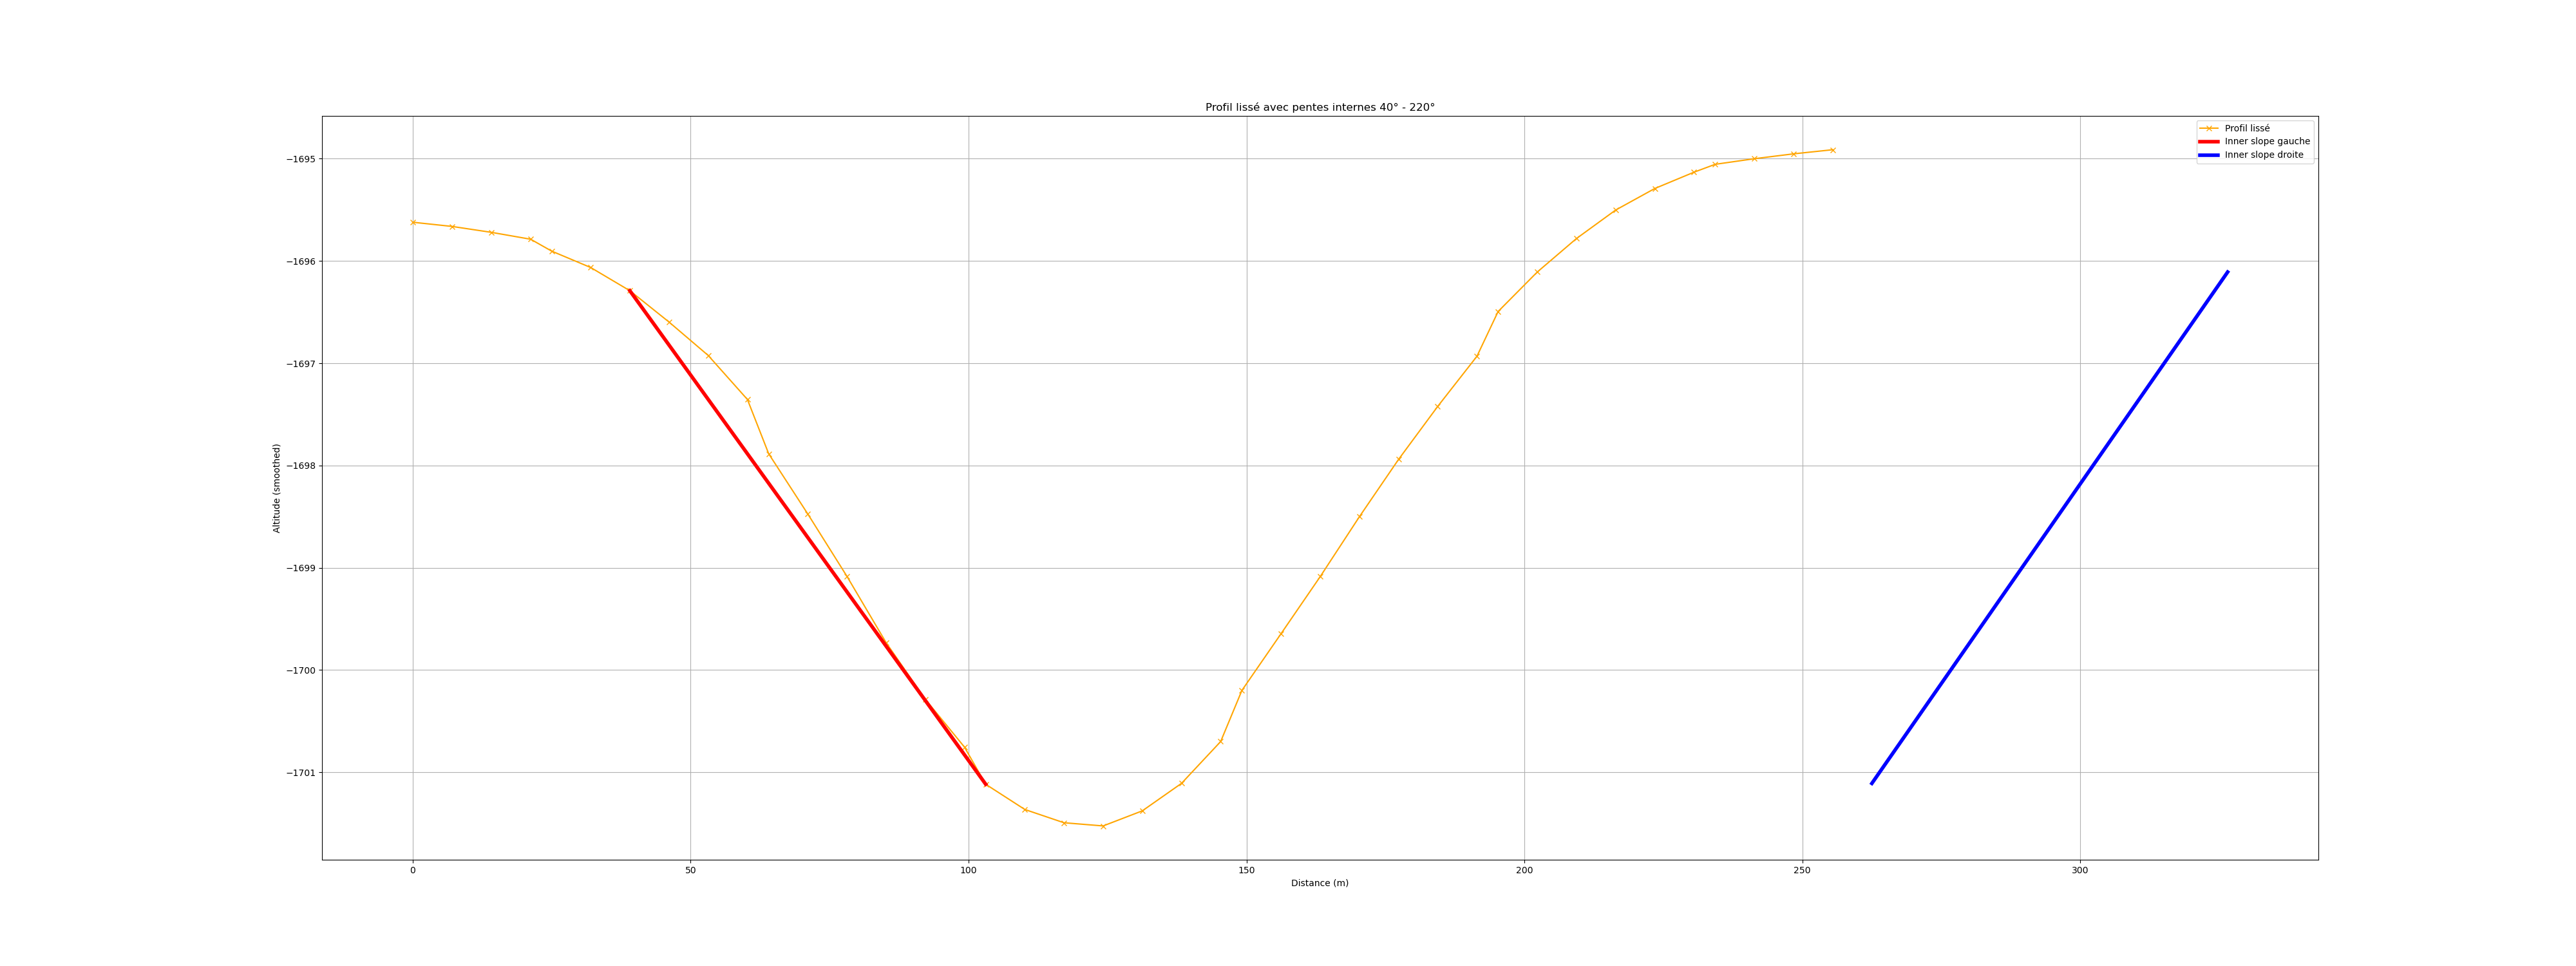 Profil lissé avec pentes internes 40° - 220°
Profil lissé
Inner slope gauche
Inner slope droite
−1695
−1696
−1697
−1698
−1699
−1700
−1701
Altitude (smoothed)
0
50
100
150
200
250
300
Distance (m)